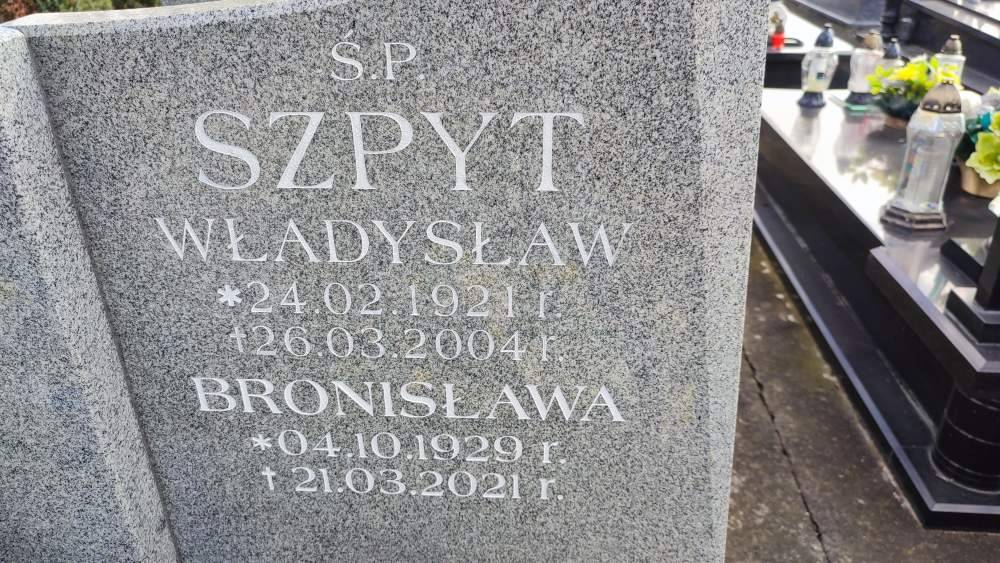 Ś.P.
SZPYT
WŁADYSŁAW
*24.02.1921 r.
†26.03.2004 r.
BRONISŁAWA
*04.10.1929 r.
† 21.03.2021 r.